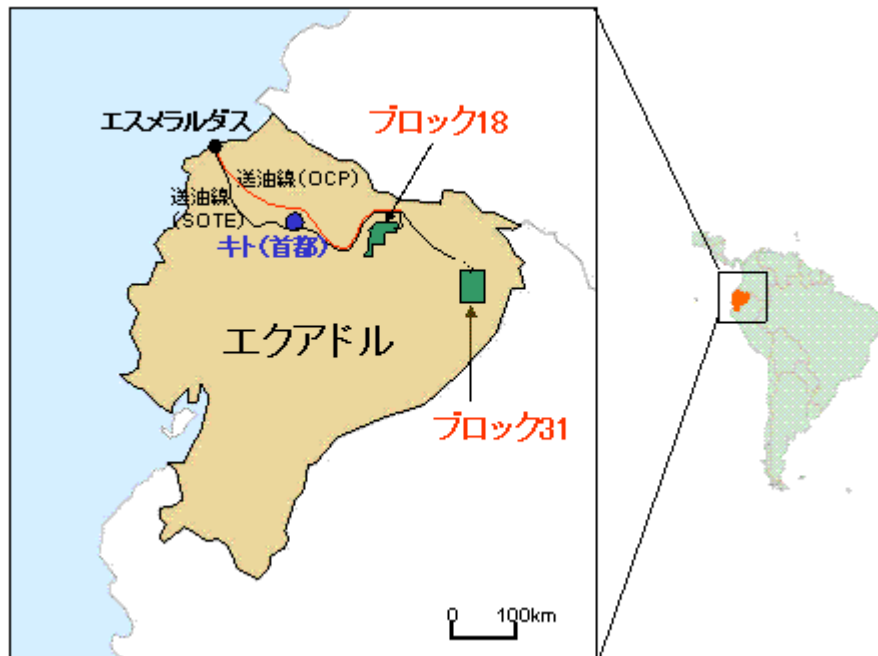 エスメラルダス
ブロック18
送油線(OCP)
送油線
(SOTE)
キト(首都)
エクアドル
ブロック31
0 100km